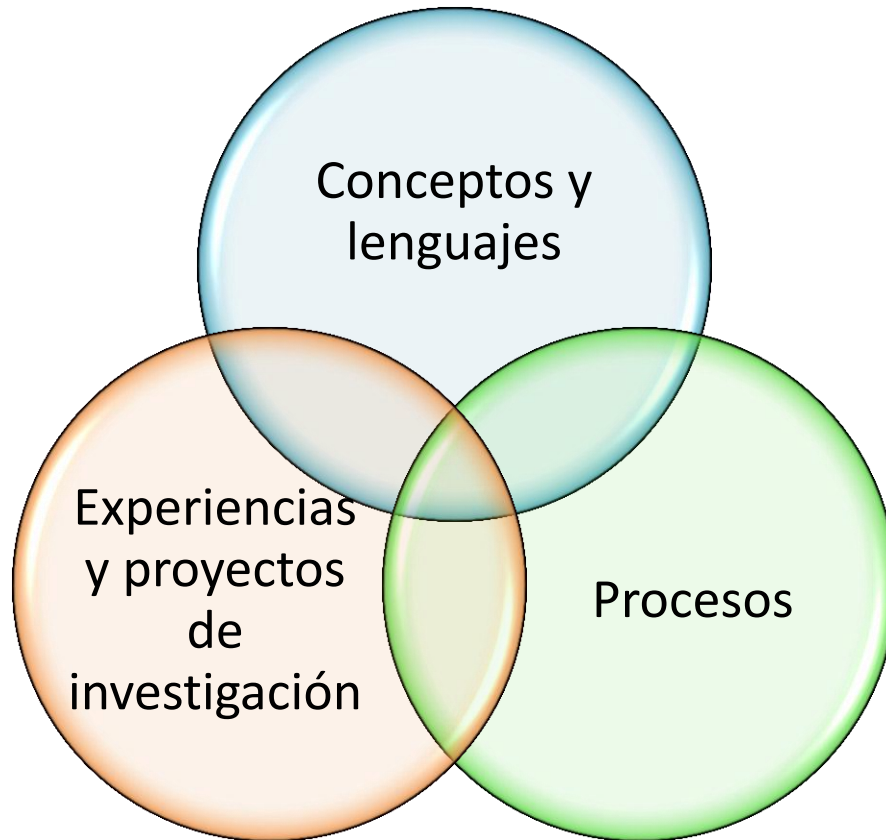 Conceptos y
lenguajes
Experiencias
y proyectos
de
investigación
Procesos